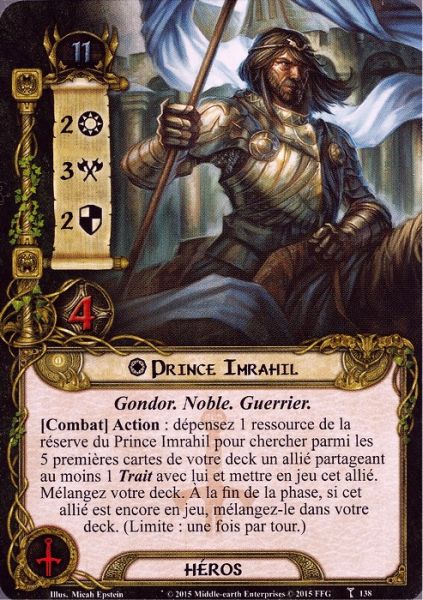 11
2
3
2
4
Prince Imrahil
Gondor. Noble. Guerrier.
[Combat] Action : dépensez 1 ressource de la
réserve du Prince Imrahil pour chercher parmi les
5 premières cartes de votre deck un allié partageant
au moins 1 Trait avec lui et mettre en jeu cet allié.
Mélangez votre deck. À la fin de la phase, si cet
allié est encore en jeu, mélangez-le dans votre
deck. (Limite : une fois par tour.)
HÉROS
Illus. Micah Epstein © 2015 Middle-earth Enterprises © 2015 FFG 138